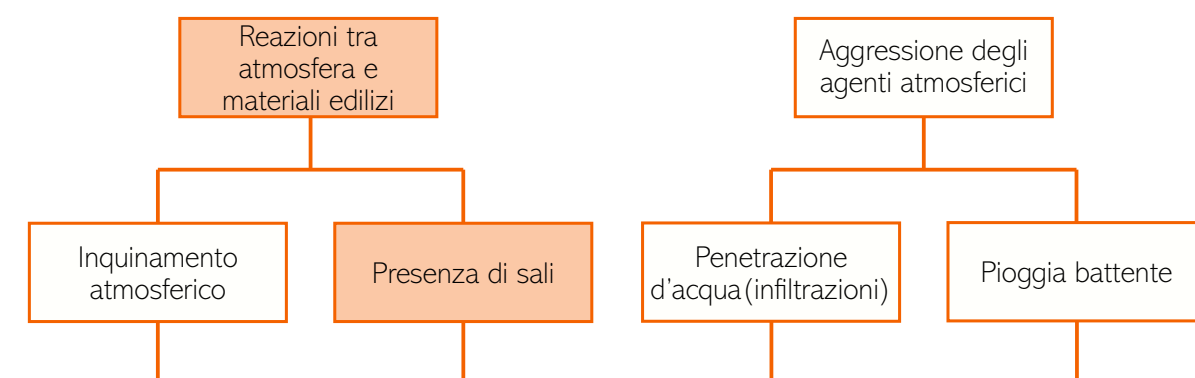 Reazioni tra
atmosfera e
materiali edilizi
Aggressione degli
agenti atmosferici
Inquinamento
atmosferico
Presenza di sali
Penetrazione
d'acqua(infiltrazioni)
Pioggia battente